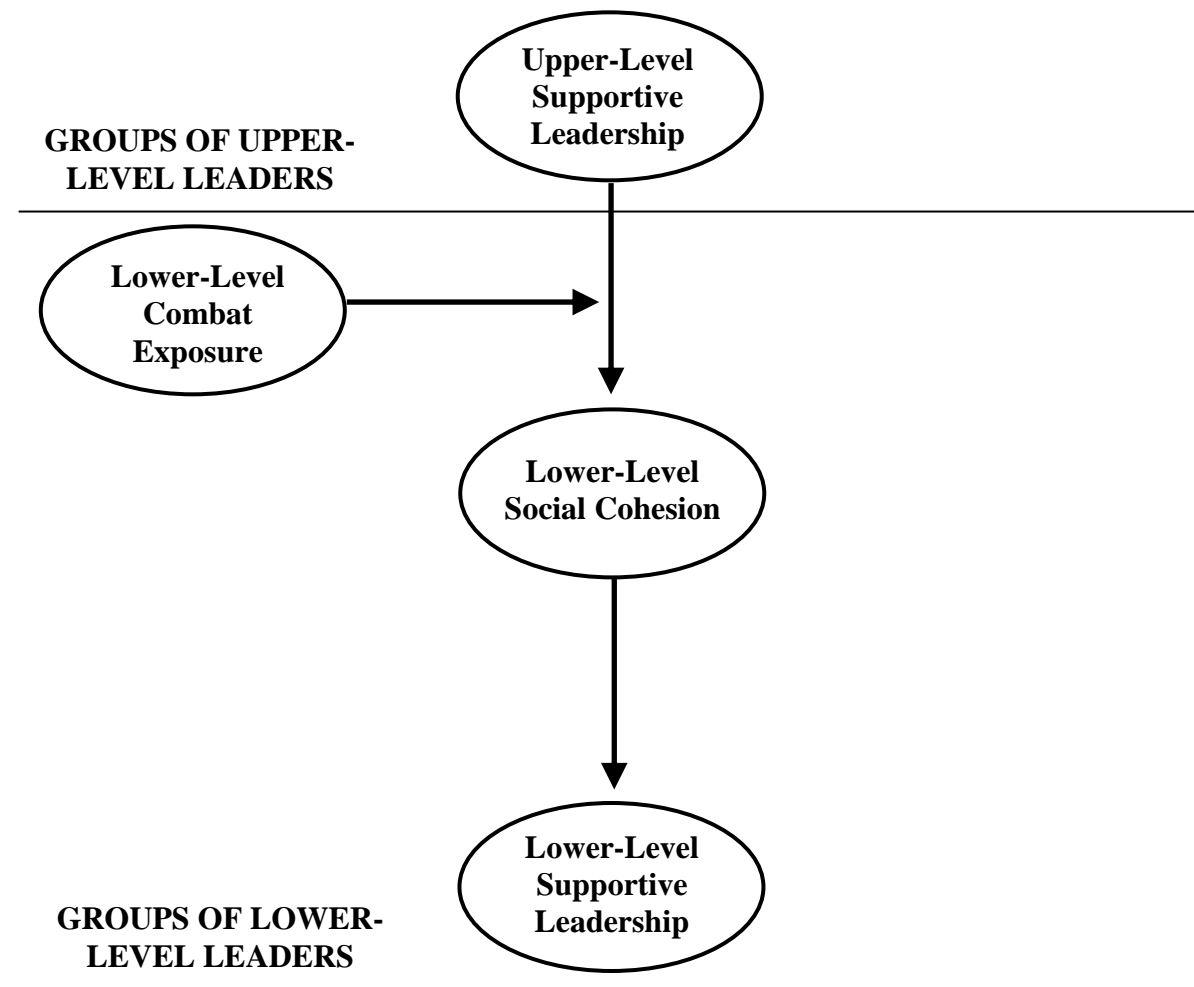 Upper-Level
Supportive
Leadership
GROUPS OF UPPER-
LEVEL LEADERS
Lower-Level
Combat
Exposure
Lower-Level
Social Cohesion
Lower-Level
Supportive
Leadership
GROUPS OF LOWER-
LEVEL LEADERS